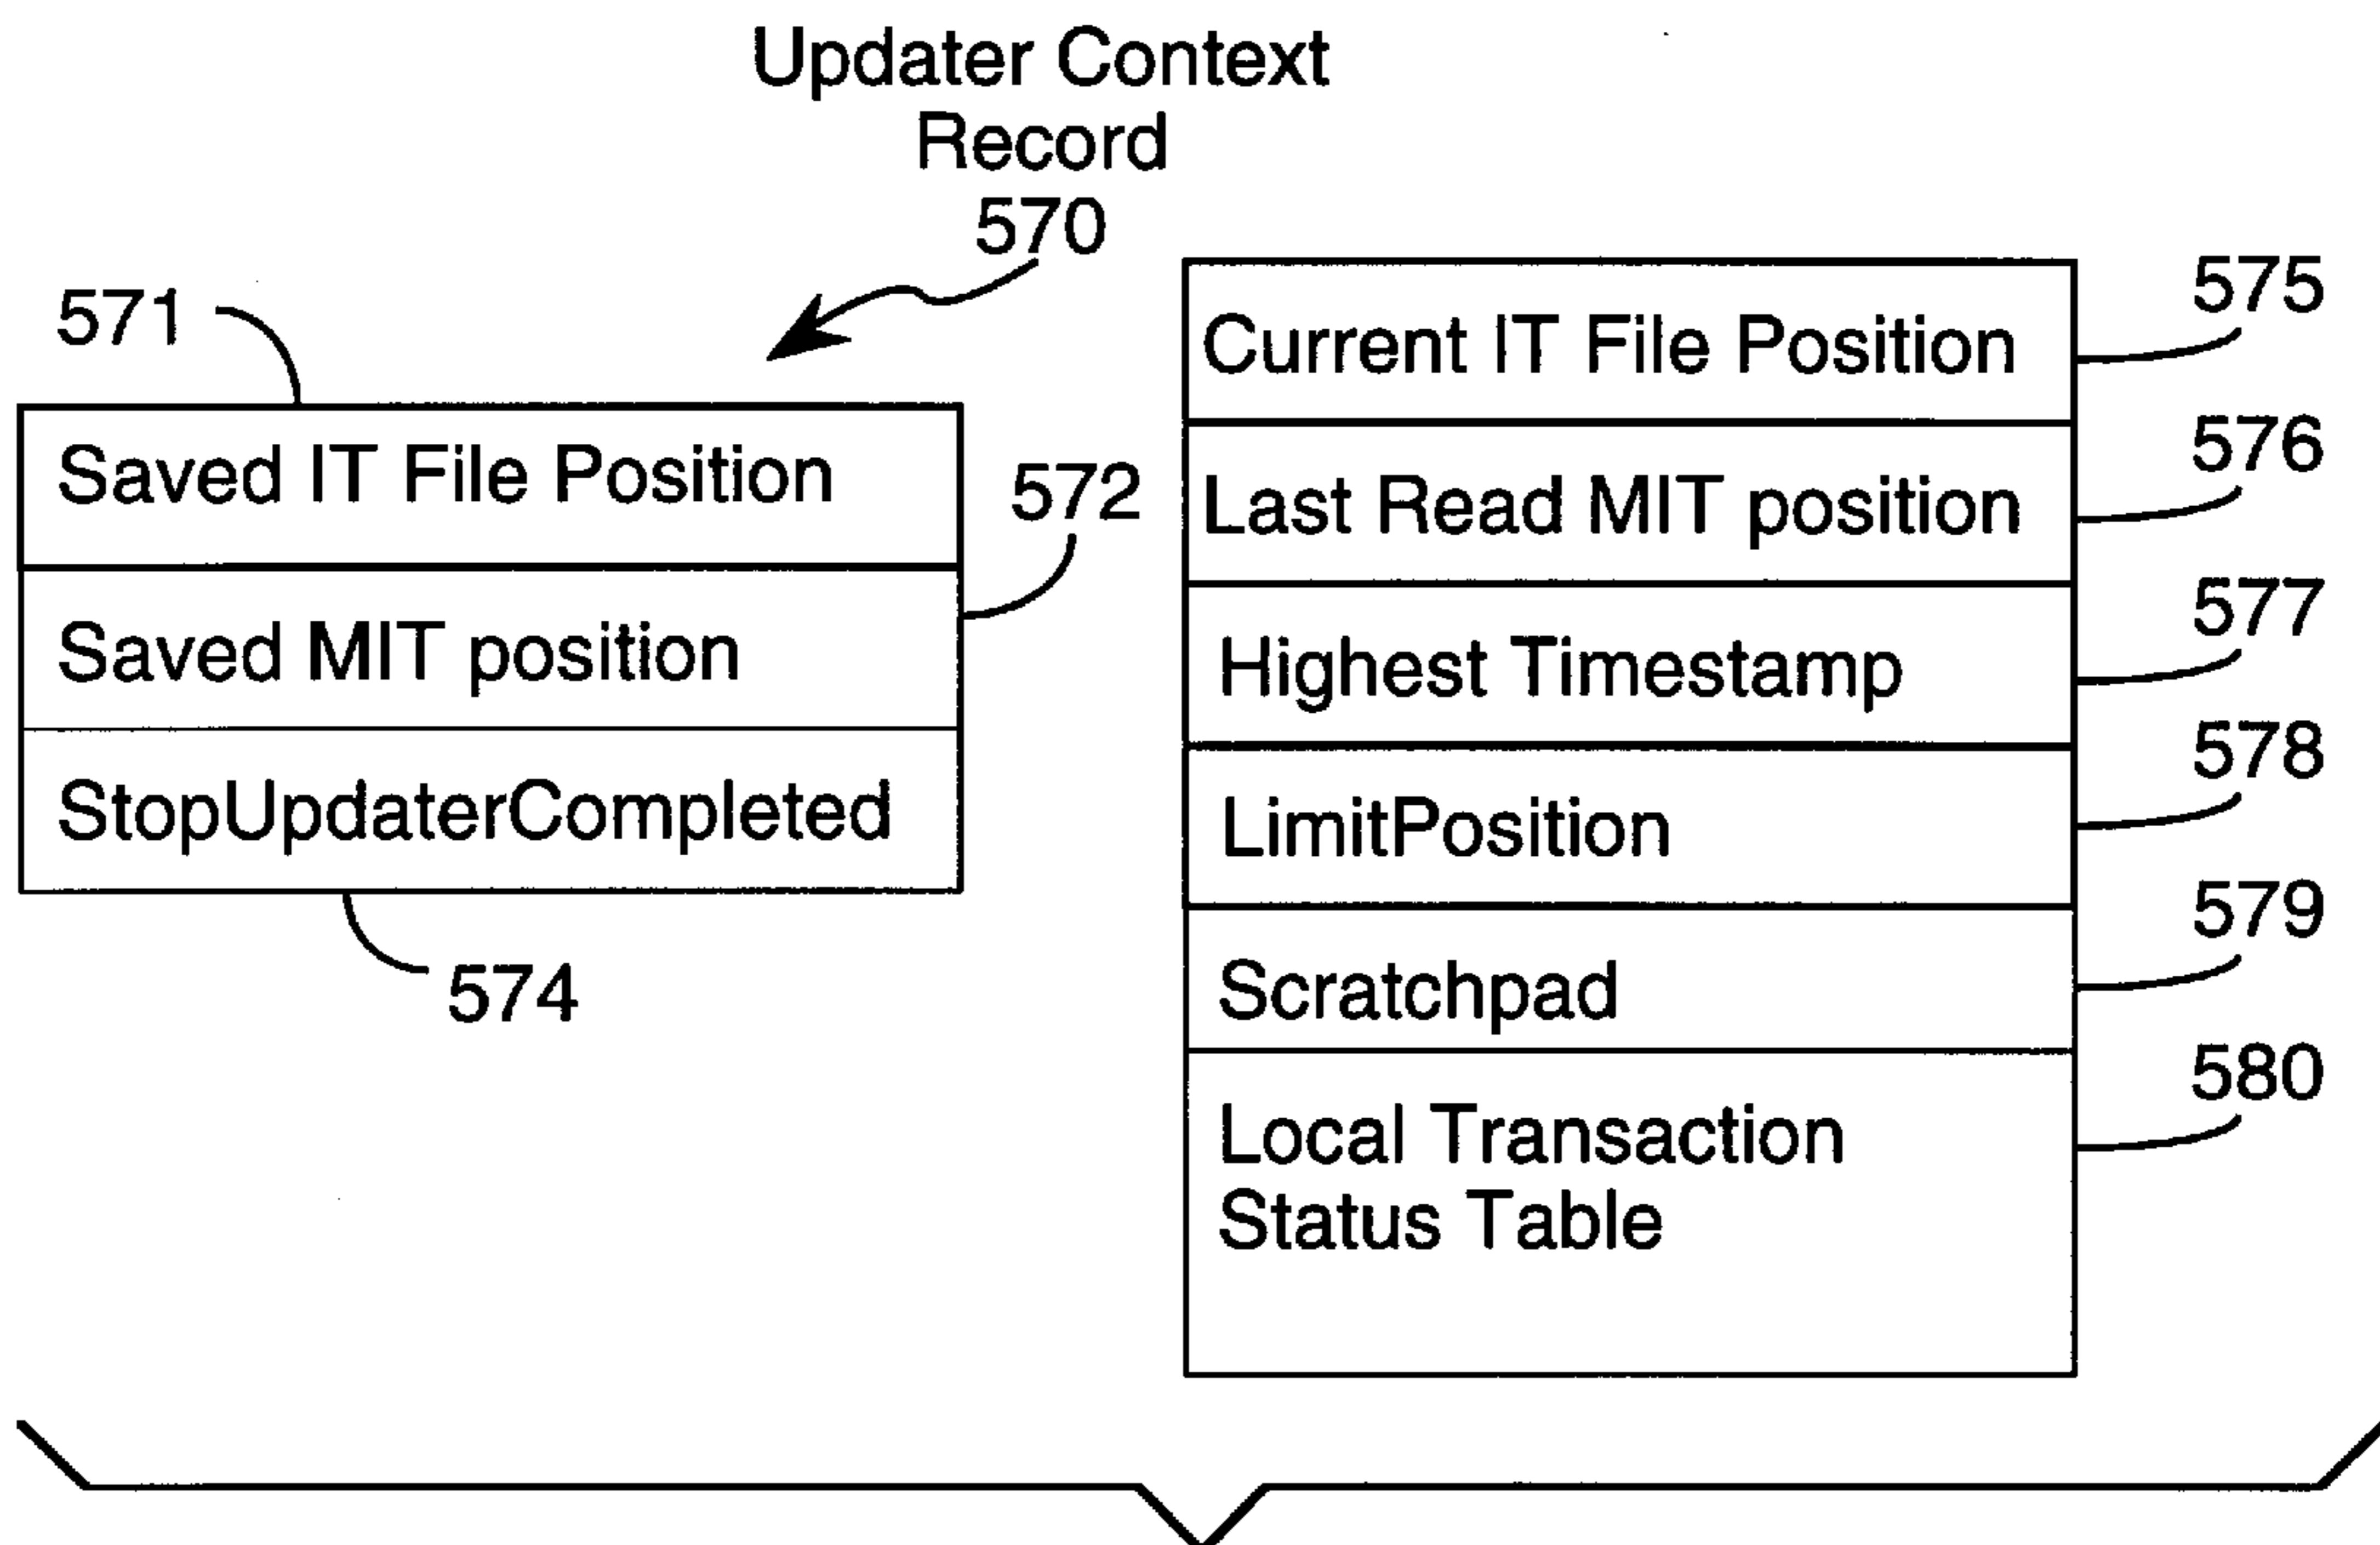 Updater Context
Record
570
571
Saved IT File Position
572
Saved MIT position
StopUpdaterCompleted
574
Current IT File Position
575
Last Read MIT position
576
Highest Timestamp
577
LimitPosition
578
Scratchpad
579
Local Transaction
Status Table
580